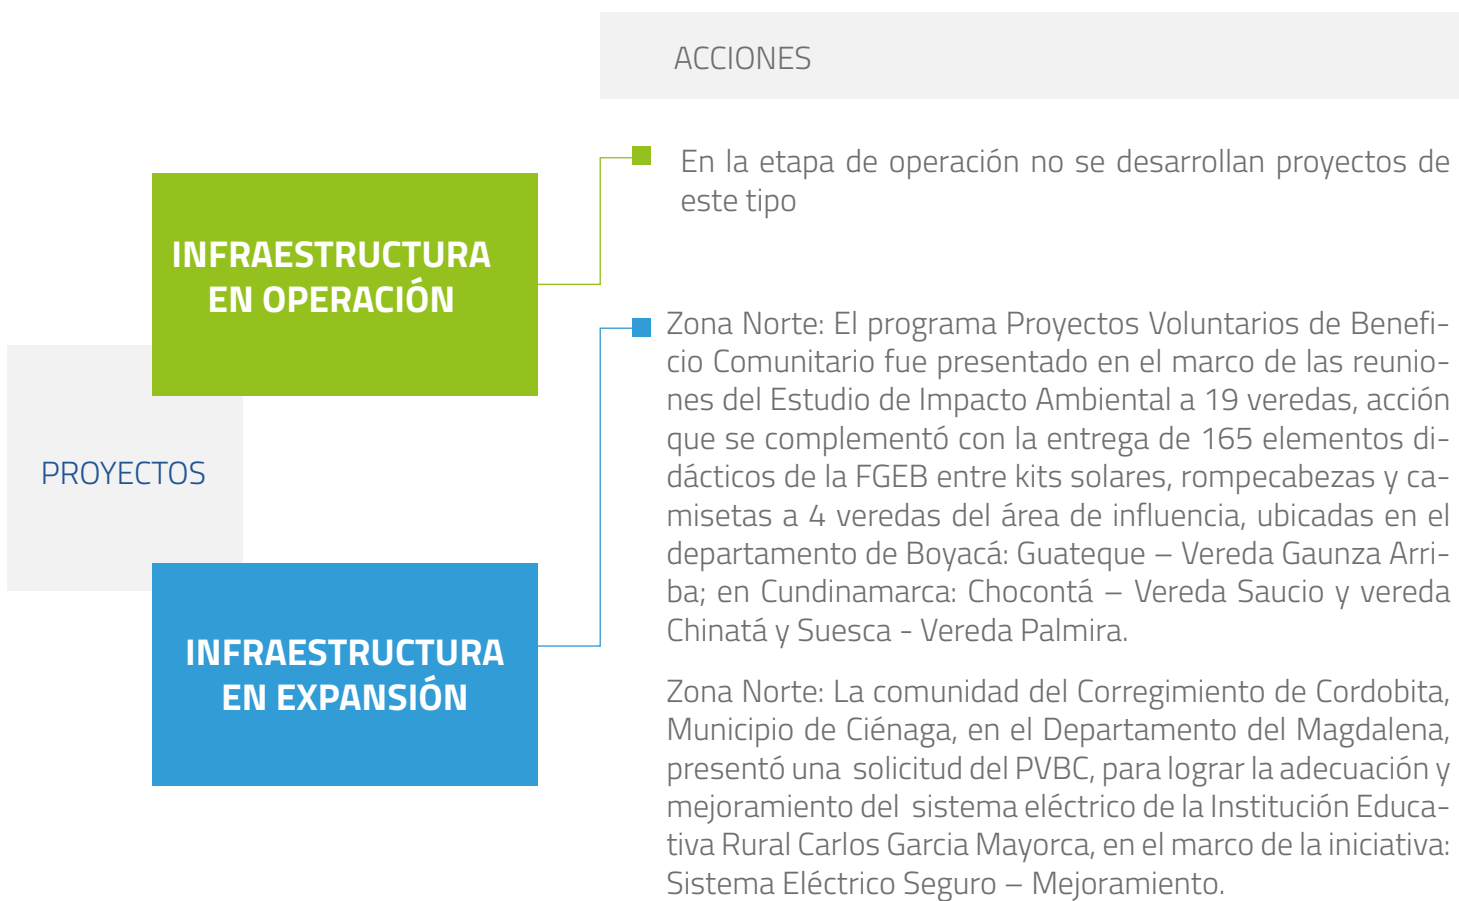 ACCIONES
PROYECTOS
INFRAESTRUCTURA
EN OPERACIÓN
En la etapa de operación no se desarrollan proyectos de
este tipo
INFRAESTRUCTURA
EN EXPANSIÓN
Zona Norte: El programa Proyectos Voluntarios de Benefi-
cio Comunitario fue presentado en el marco de las reunio-
nes del Estudio de Impacto Ambiental a 19 veredas, acción
que se complementó con la entrega de 165 elementos di-
dácticos de la FGEB entre kits solares, rompecabezas y ca-
misetas a 4 veredas del área de influencia, ubicadas en el
departamento de Boyacá: Guateque – Vereda Gaunza Arri-
ba; en Cundinamarca: Chocontá – Vereda Saucio y vereda
Chinatá y Suesca - Vereda Palmira.
Zona Norte: La comunidad del Corregimiento de Cordobita,
Municipio de Ciénaga, en el Departamento del Magdalena,
presentó una solicitud del PVBC, para lograr la adecuación y
mejoramiento del sistema eléctrico de la Institución Educa-
tiva Rural Carlos Garcia Mayorca, en el marco de la iniciativa:
Sistema Eléctrico Seguro – Mejoramiento.